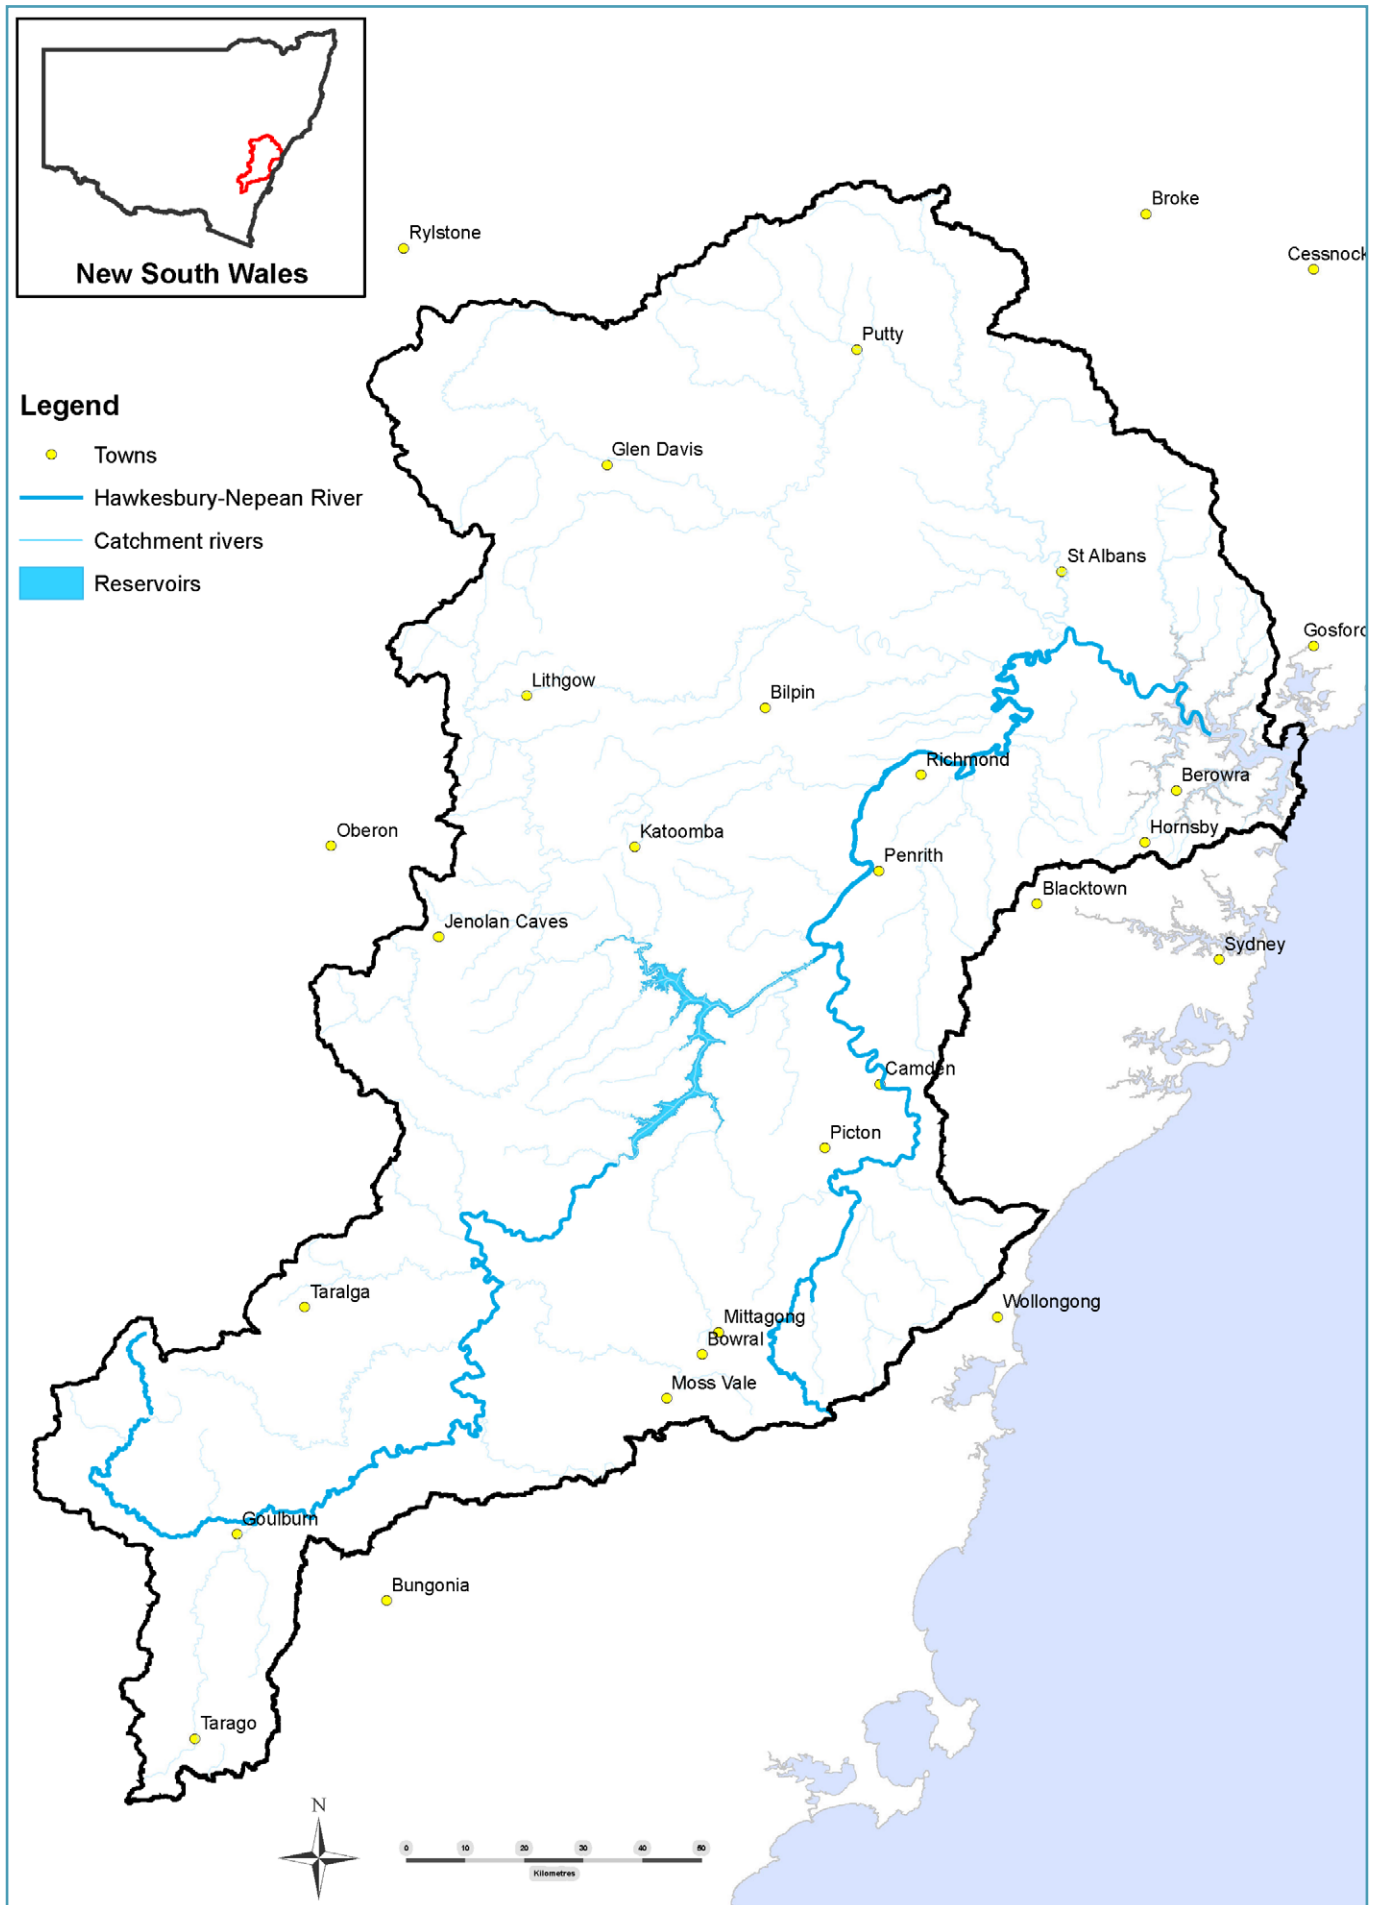 New South Wales
Broke
Rylstone
Cessnock
Putty
Legend
Towns
Hawkesbury-Nepean River
Catchment rivers
Reservoirs
Glen Davis
St Albans
Gosford
Lithgow
Bilpin
Richmond
Berowra
Oberon
Katoomba
Hornsby
Penrith
Blacktown
Jenolan Caves
Sydney
Camden
Picton
Taralga
Wollongong
Mittagong
Bowral
Moss Vale
Goulburn
Bungonia
Tarago
N
0 10 20 30 40 50
Kilometres